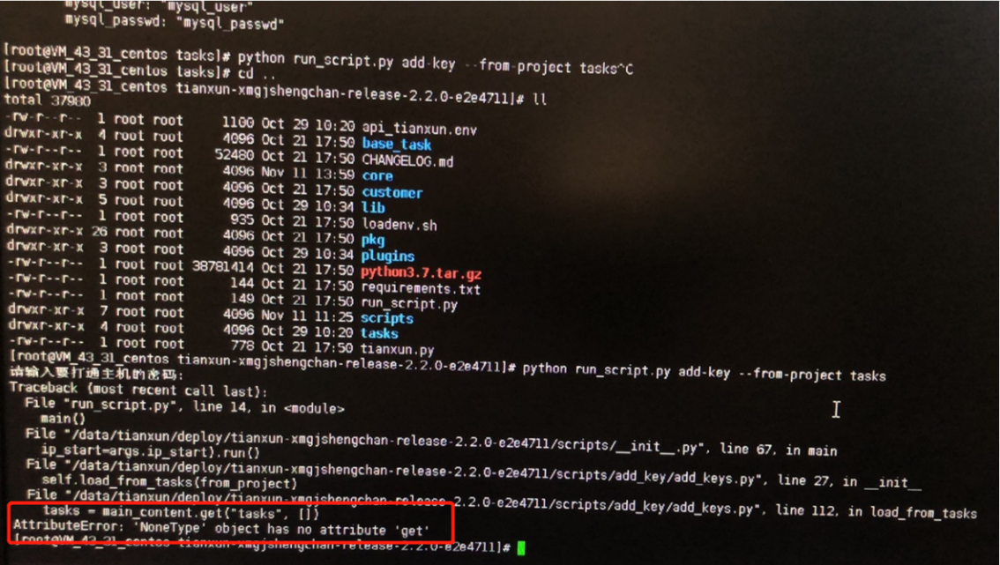 mysql_user: "mysql_user"
mysql_passwd: "mysql_passwd"
[root@VM_43_31_centos tasks]# python run_script.py add-key --from-project tasks^C
[root@VM_43_31_centos tasks]# cd ..
[root@VM_43_31_centos tianxun-xmgjshengchan-release-2.2.0-e2e4711]# ll
total 37980
-rw-r--r-- 1 root root 1100 Oct 29 10:20 api_tianxun.env
drwxr-xr-x 4 root root 4096 Oct 21 17:50 base_task
-rw-r--r-- 1 root root 52480 Oct 21 17:50 CHANGELOG.md
drwxr-xr-x 3 root root 4096 Nov 11 13:59 core
drwxr-xr-x 3 root root 4096 Oct 21 17:50 customer
drwxr-xr-x 5 root root 4096 Oct 29 10:34 lib
-rw-r--r-- 1 root root 935 Oct 21 17:50 loadenv.sh
drwxr-xr-x 26 root root 4096 Oct 21 17:50 pkg
drwxr-xr-x 3 root root 4096 Oct 29 10:34 plugins
-rw-r--r-- 1 root root 38781414 Oct 21 17:50 python3.7.tar.gz
-rw-r--r-- 1 root root 144 Oct 21 17:50 requirements.txt
-rw-r--r-- 1 root root 149 Oct 21 17:50 run_script.py
drwxr-xr-x 7 root root 4096 Nov 11 11:25 scripts
drwxr-xr-x 4 root root 4096 Oct 29 10:20 tasks
-rw-r--r-- 1 root root 778 Oct 21 17:50 tianxun.py
[root@VM_43_31_centos tianxun-xmgjshengchan-release-2.2.0-e2e4711]# python run_script.py add-key --from-project tasks
请输入要打通主机的密码:
Traceback (most recent call last):
File "run_script.py", line 14, in <module>
main()
File "/data/tianxun/deploy/tianxun-xmgjshengchan-release-2.2.0-e2e4711/scripts/__init__.py", line 67, in main
ip_start=args.ip_start).run()
File "/data/tianxun/deploy/tianxun-xmgjshengchan-release-2.2.0-e2e4711/scripts/add_key/add_keys.py", line 27, in __init__
self.load_from_tasks(from_project)
File "/data/tianxun/deploy/tianxun-xmgjshengchan-release-2.2.0-e2e4711/scripts/add_key/add_keys.py", line 112, in load_from_tasks
tasks = main_content.get("tasks", [])
AttributeError: 'NoneType' object has no attribute 'get'
[root@VM_43_31_centos tianxun-xmgjshengchan-release-2.2.0-e2e4711]#